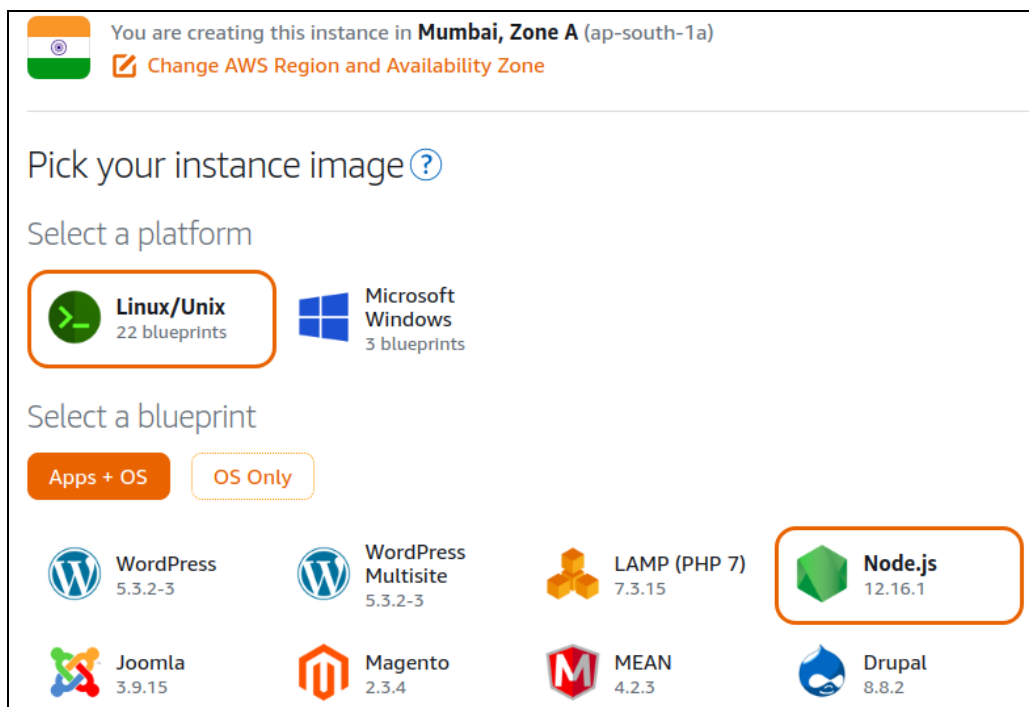 You are creating this instance in Mumbai, Zone A (ap-south-1a)
Change AWS Region and Availability Zone
Pick your instance image ?
Select a platform
Linux/Unix
22 blueprints
Microsoft
Windows
3 blueprints
Select a blueprint
Apps + OS
OS Only
WordPress
5.3.2-3
WordPress
Multisite
5.3.2-3
LAMP (PHP 7)
7.3.15
Node.js
12.16.1
Joomla
3.9.15
Magento
2.3.4
MEAN
4.2.3
Drupal
8.8.2